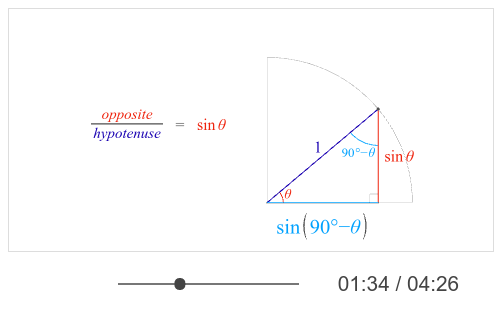 opposite
hypotenuse
= sin θ
1
90°−θ
sin θ
θ
sin(90°−θ)
01:34 / 04:26